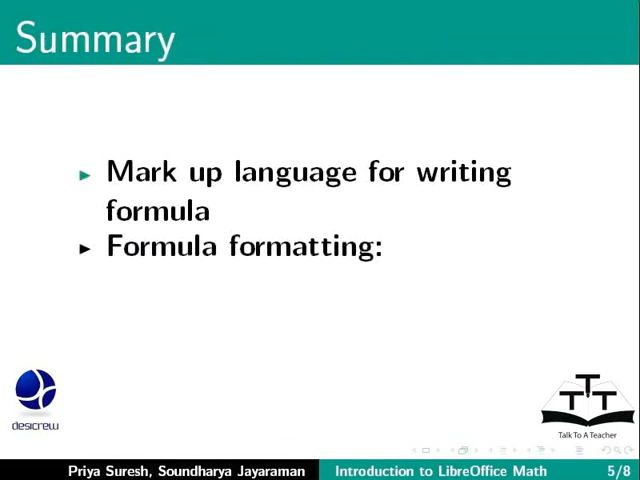 Summary
Mark up language for writing
formula
Formula formatting:
desicrew
TTT
Talk To A Teacher
Priya Suresh, Soundharya Jayaraman
Introduction to LibreOffice Math
5/8